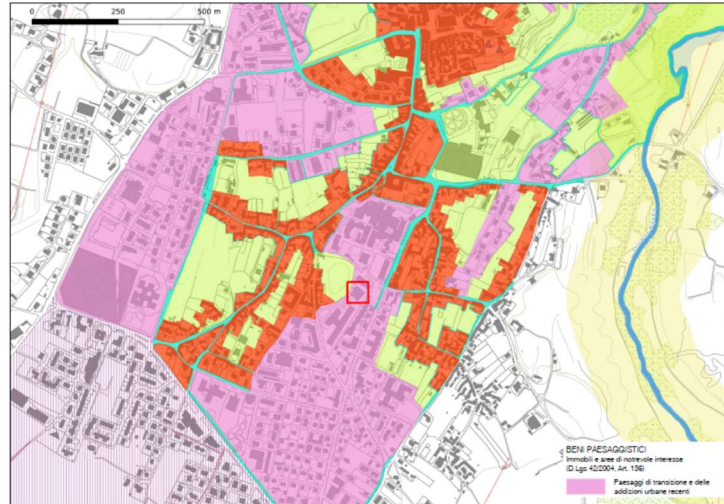 0 250 500 m
BENI PAESAGGISTICI
Immobili e aree di notevole interesse
(D.Lgs 42/2004, Art. 136)
Paesaggi di transizione e delle
addizioni urbane recenti